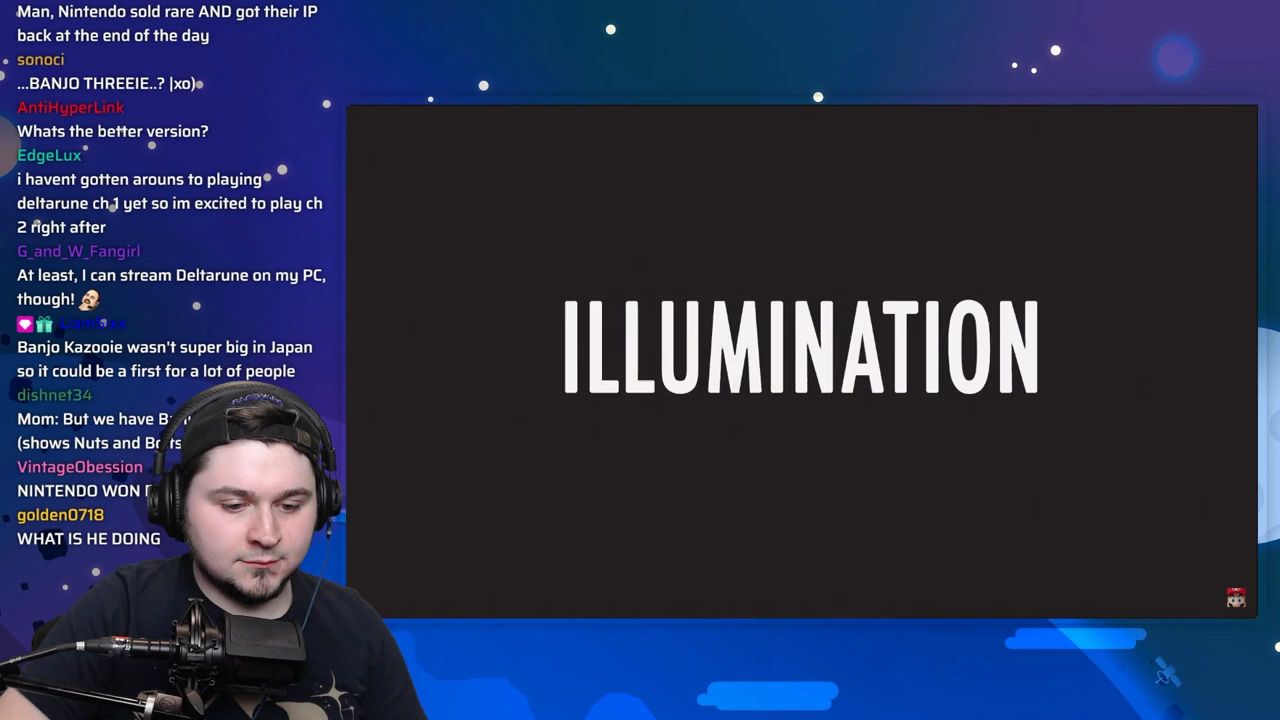 Man, Nintendo sold rare AND got their IP
back at the end of the day
sonoci
...BANJO THREEIE..? |xo)
AntiHyperLink
Whats the better version?
EdgeLux
i havent gotten arouns to playing
deltarune ch 1 yet so im excited to play ch
2 right after
G_and_W_Fangirl
At least, I can stream Deltarune on my PC,
though!
Banjo Kazooie wasn't super big in Japan
so it could be a first for a lot of people
dishnet34
Mom: But we have
(shows Nuts and Bolts
VintageObession
NINTENDO WON
golden0718
WHAT IS HE DOING
ILLUMINATION